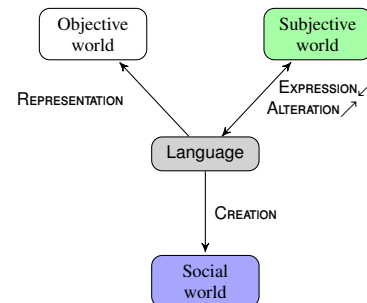 Objective
world
Subjective
world
REPRESENTATION
EXPRESSION↙
ALTERATION↗
Language
CREATION
Social
world